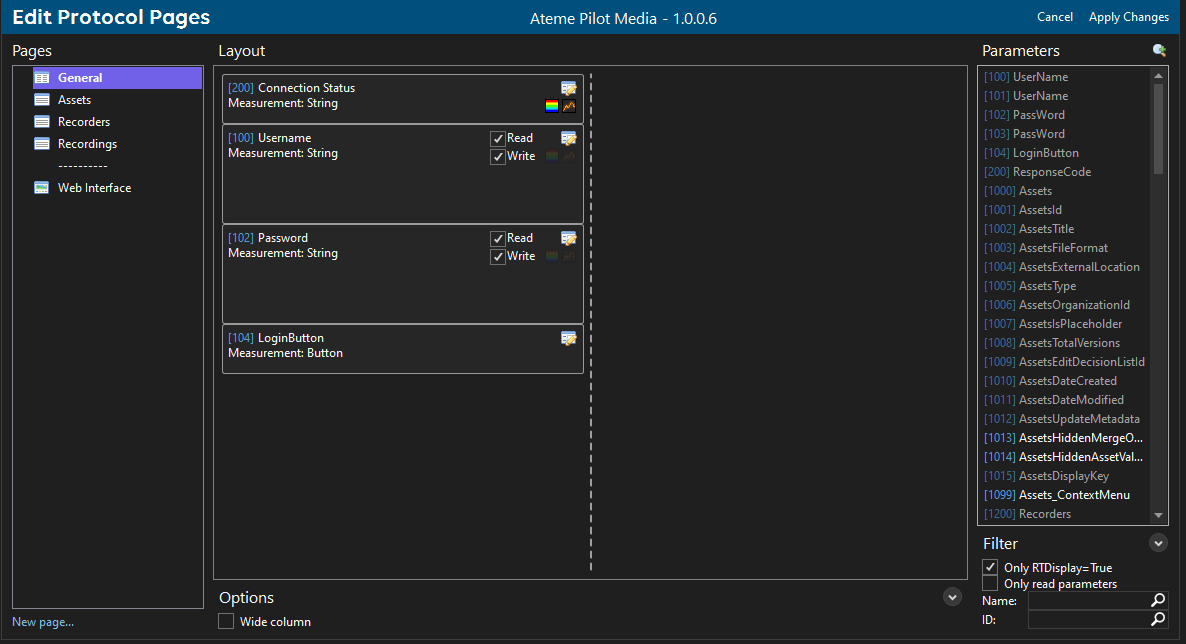 Edit Protocol Pages
Ateme Pilot Media - 1.0.0.6
Cancel
Apply Changes
Pages
General
Assets
Recorders
Recordings
----------
Web Interface
New page...
Layout
[200] Connection Status
Measurement: String
[100] Username
Measurement: String
Read
Write
[102] Password
Measurement: String
Read
Write
[104] LoginButton
Measurement: Button
Options
Wide column
Parameters
[100] UserName
[101] UserName
[102] PassWord
[103] PassWord
[104] LoginButton
[200] ResponseCode
[1000] Assets
[1001] AssetsId
[1002] AssetsTitle
[1003] AssetsFileFormat
[1004] AssetsExternalLocation
[1005] AssetsType
[1006] AssetsOrganizationId
[1007] AssetsIsPlaceholder
[1008] AssetsTotalVersions
[1009] AssetsEditDecisionListId
[1010] AssetsDateCreated
[1011] AssetsDateModified
[1012] AssetsUpdateMetadata
[1013] AssetsHiddenMergeO...
[1014] AssetsHiddenAssetVal...
[1015] AssetsDisplayKey
[1099] Assets_ContextMenu
[1200] Recorders
Filter
Only RTDisplay=True
Only read parameters
Name:
ID: